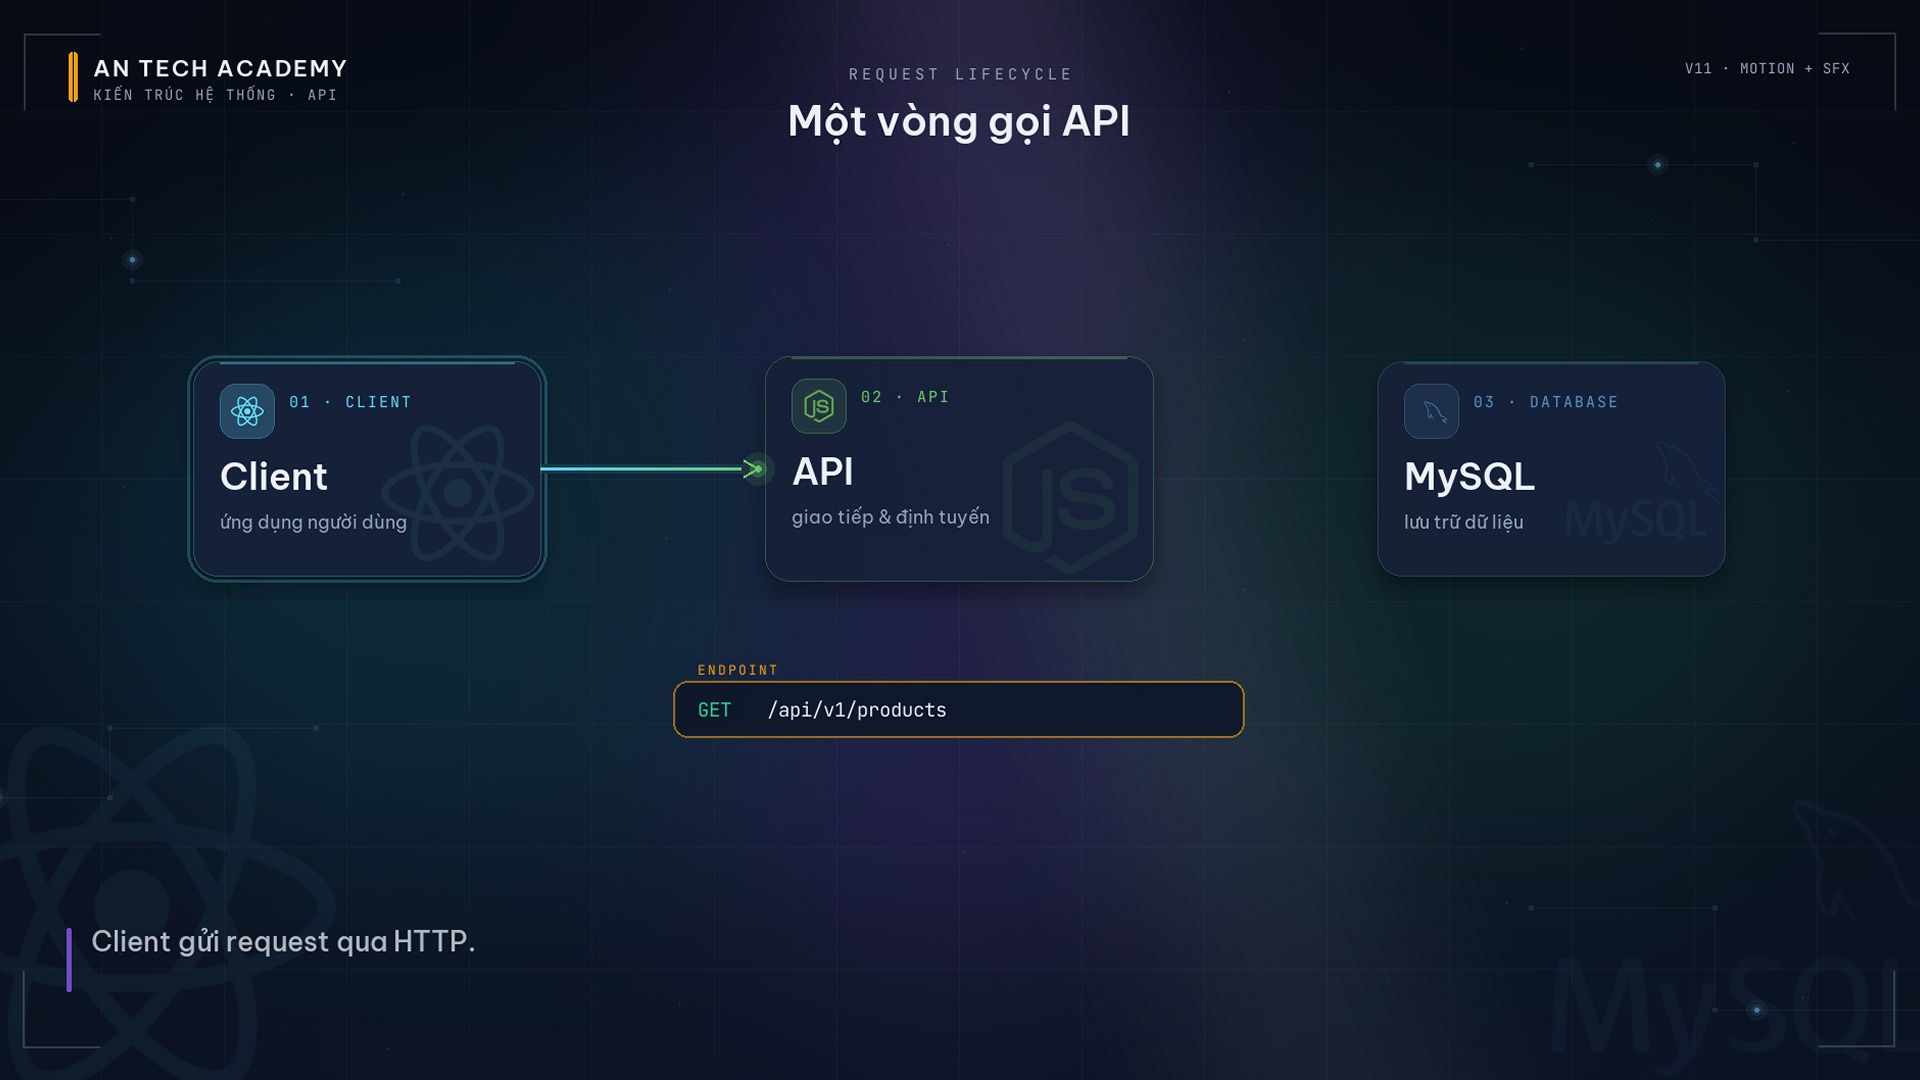 AN TECH ACADEMY
KIẾN TRÚC HỆ THỐNG · API
REQUEST LIFECYCLE
Một vòng gọi API
V11 · MOTION + SFX
01 · CLIENT
Client
ứng dụng người dùng
02 · API
API
giao tiếp & định tuyến
JS
03 · DATABASE
MySQL
lưu trữ dữ liệu
MySQL
ENDPOINT
GET /api/v1/products
Client gửi request qua HTTP.
MySQL